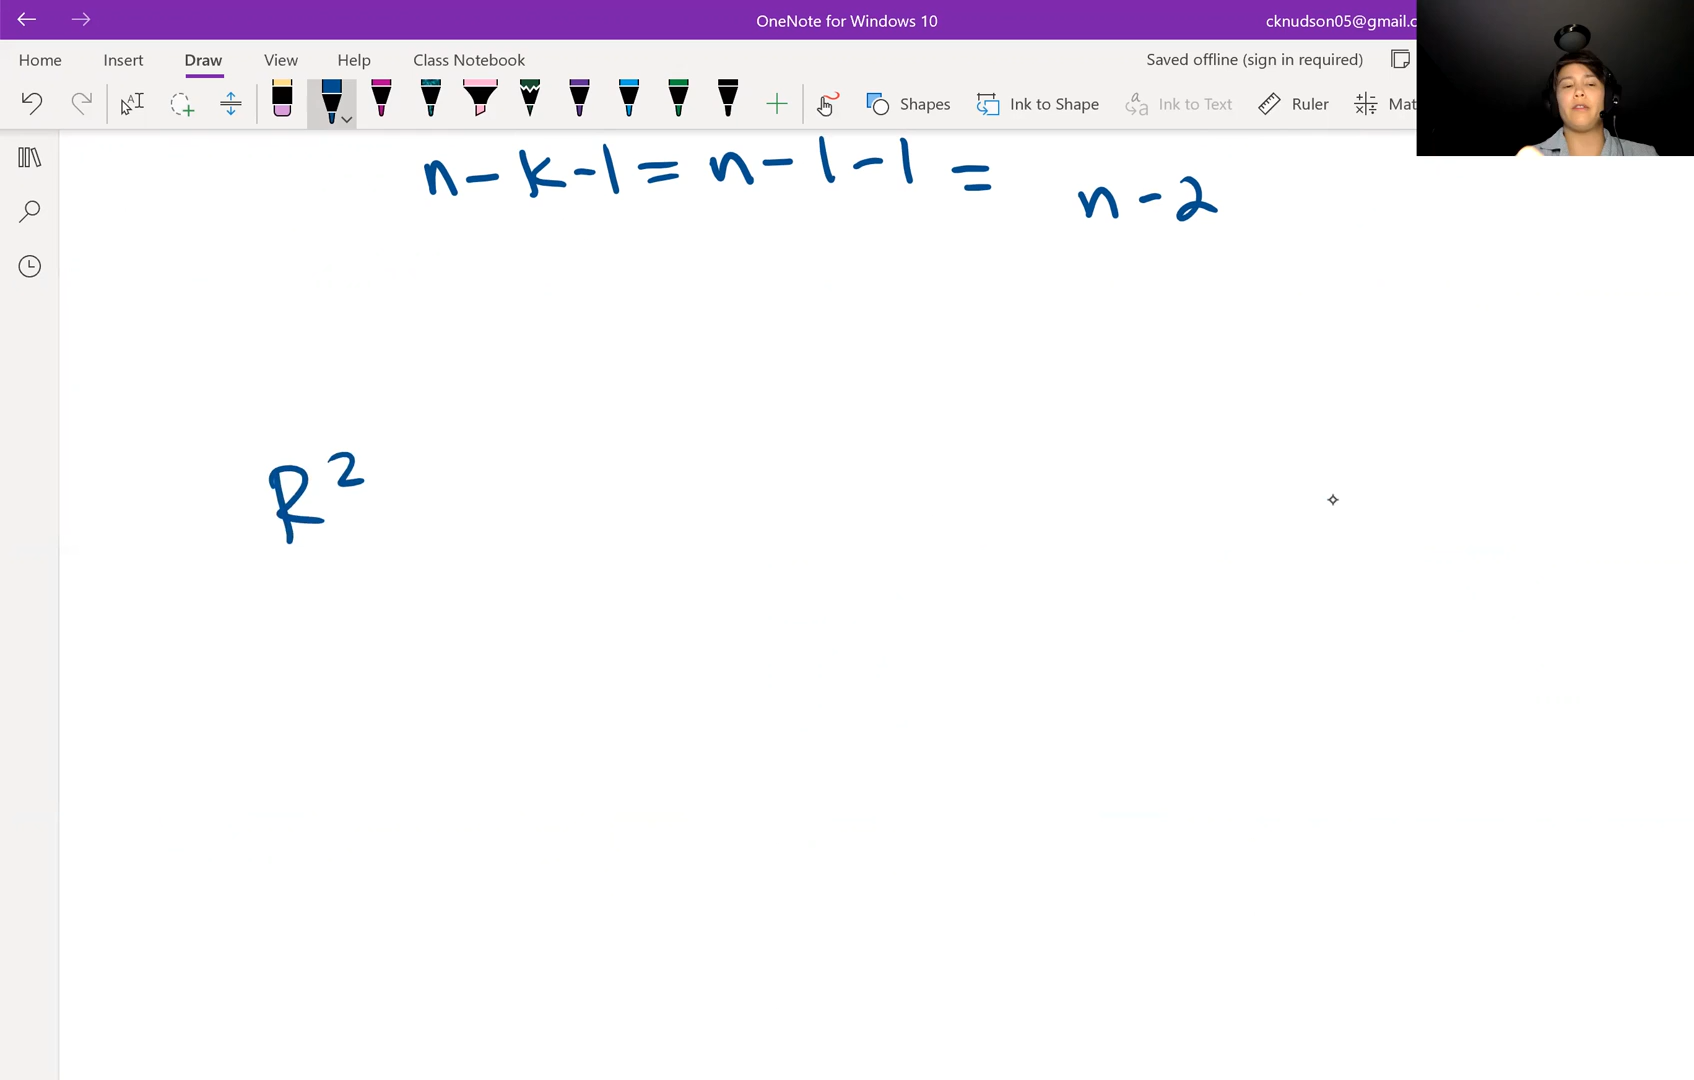 OneNote for Windows 10
cknudson05@gmail.c
Home Insert Draw View Help Class Notebook
Saved offline (sign in required)
Shapes Ink to Shape Ink to Text Ruler Mat
n - k - 1 = n - 1 - 1 = n - 2
R²